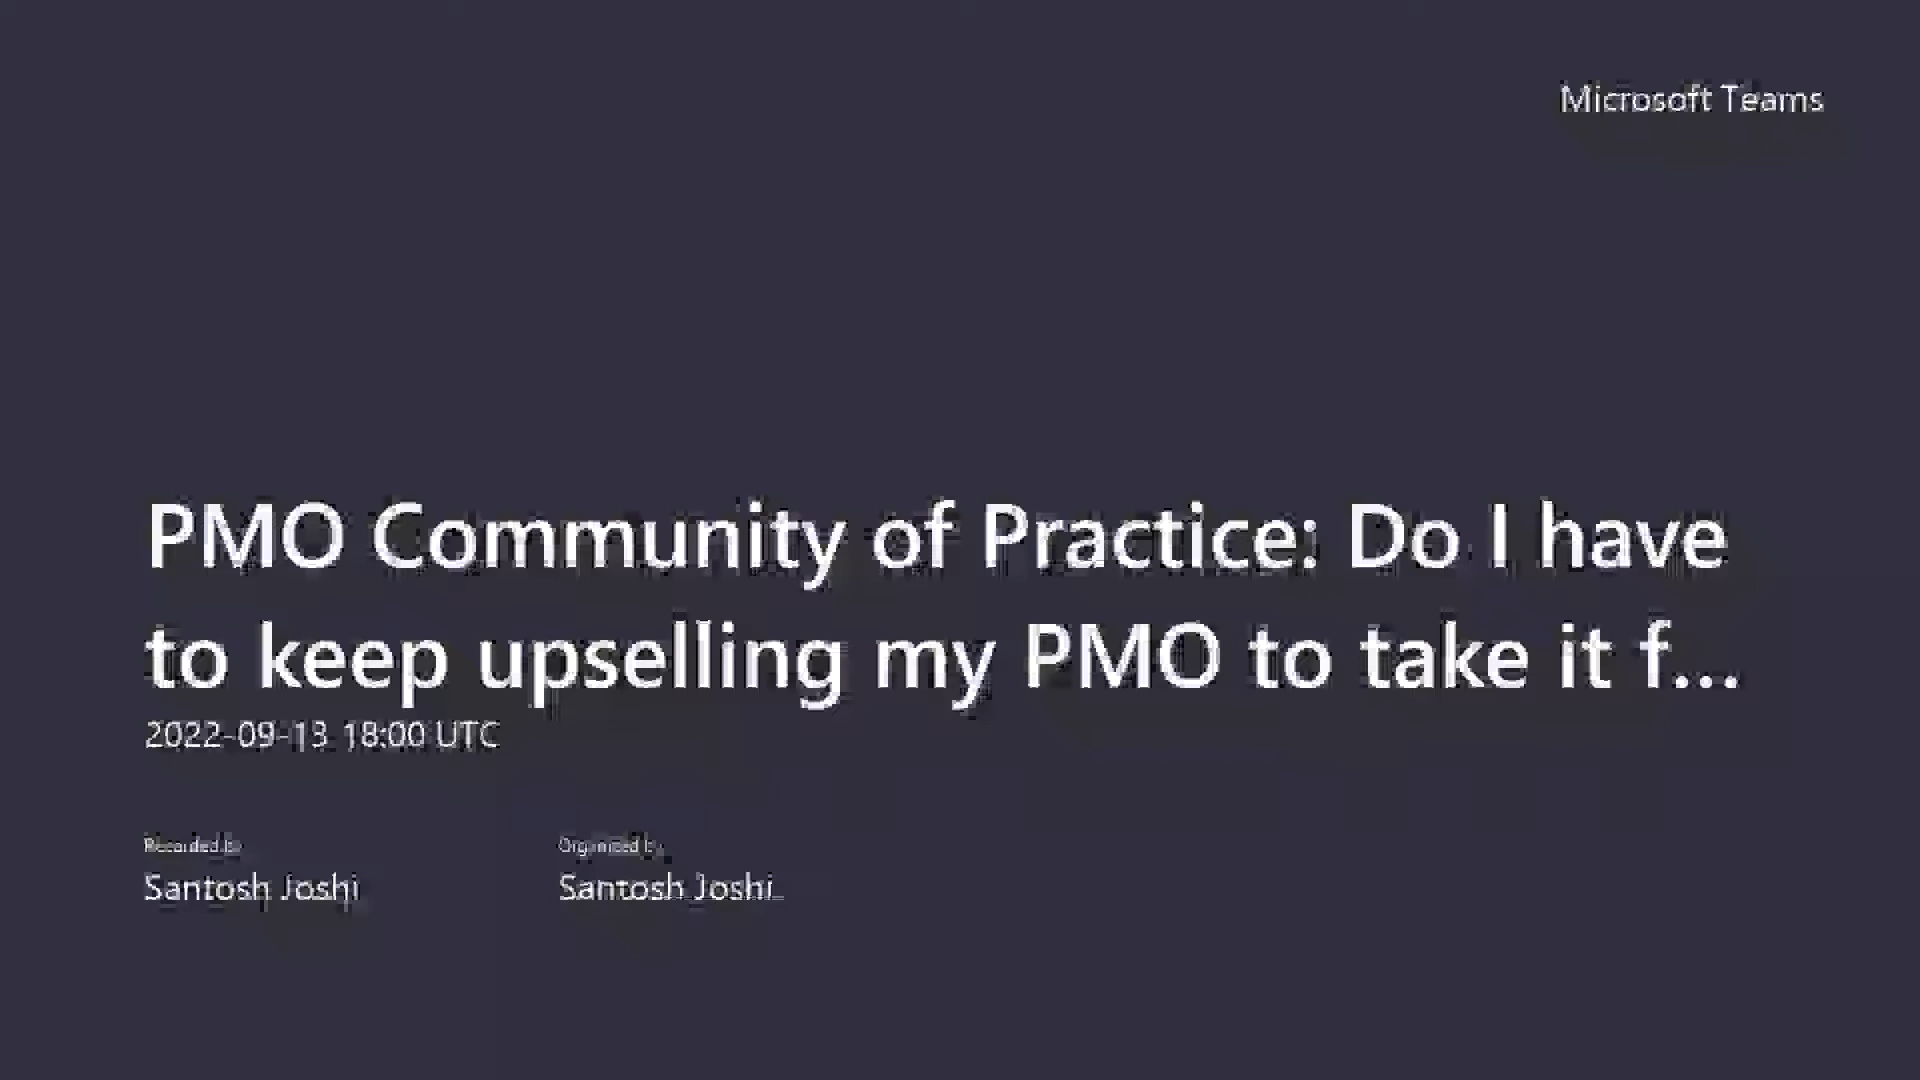 Microsoft Teams
PMO Community of Practice: Do I have
to keep upselling my PMO to take it f...
2022-09-13 18:00 UTC
Recorded by
Organized by
Santosh Joshi
Santosh Joshi